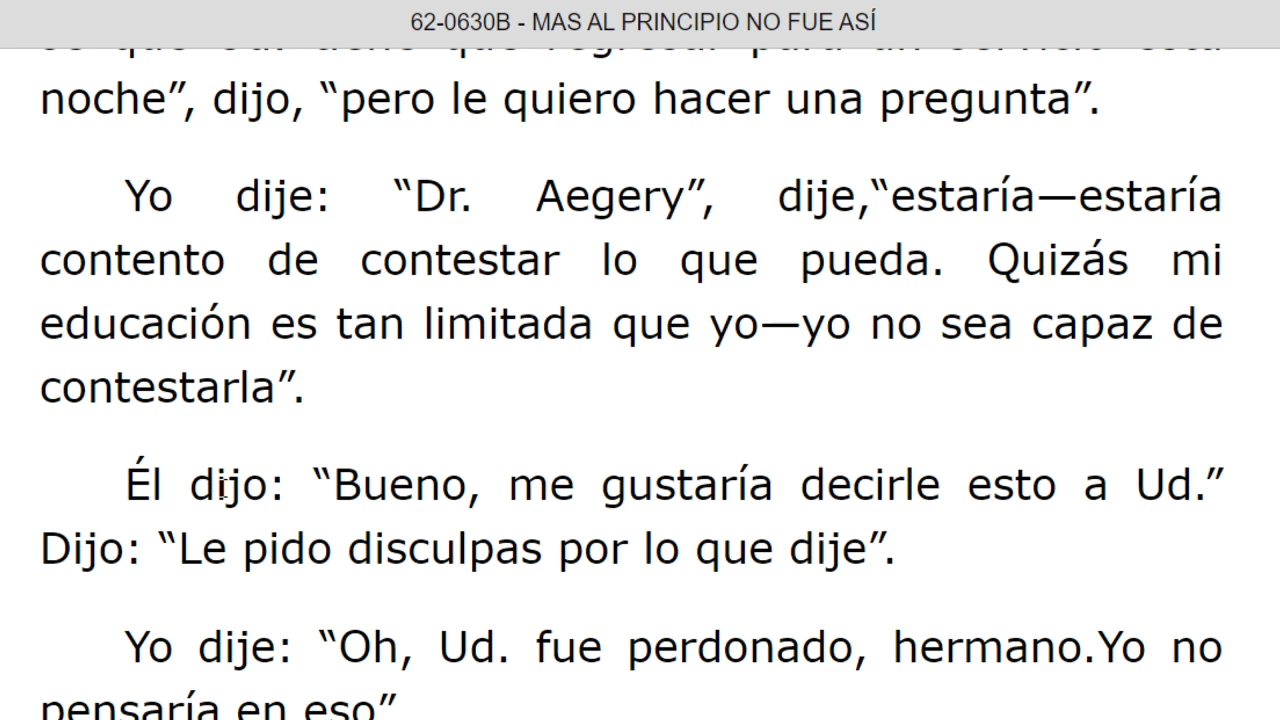 62-0630B - MAS AL PRINCIPIO NO FUE ASÍ
noche”, dijo, “pero le quiero hacer una pregunta”.
Yo dije: “Dr. Aegery”, dije,“estaría—estaría
contento de contestar lo que pueda. Quizás mi
educación es tan limitada que yo—yo no sea capaz de
contestarla”.
Él dijo: “Bueno, me gustaría decirle esto a Ud.”
Dijo: “Le pido disculpas por lo que dije”.
Yo dije: “Oh, Ud. fue perdonado, hermano.Yo no
pensaría en eso”